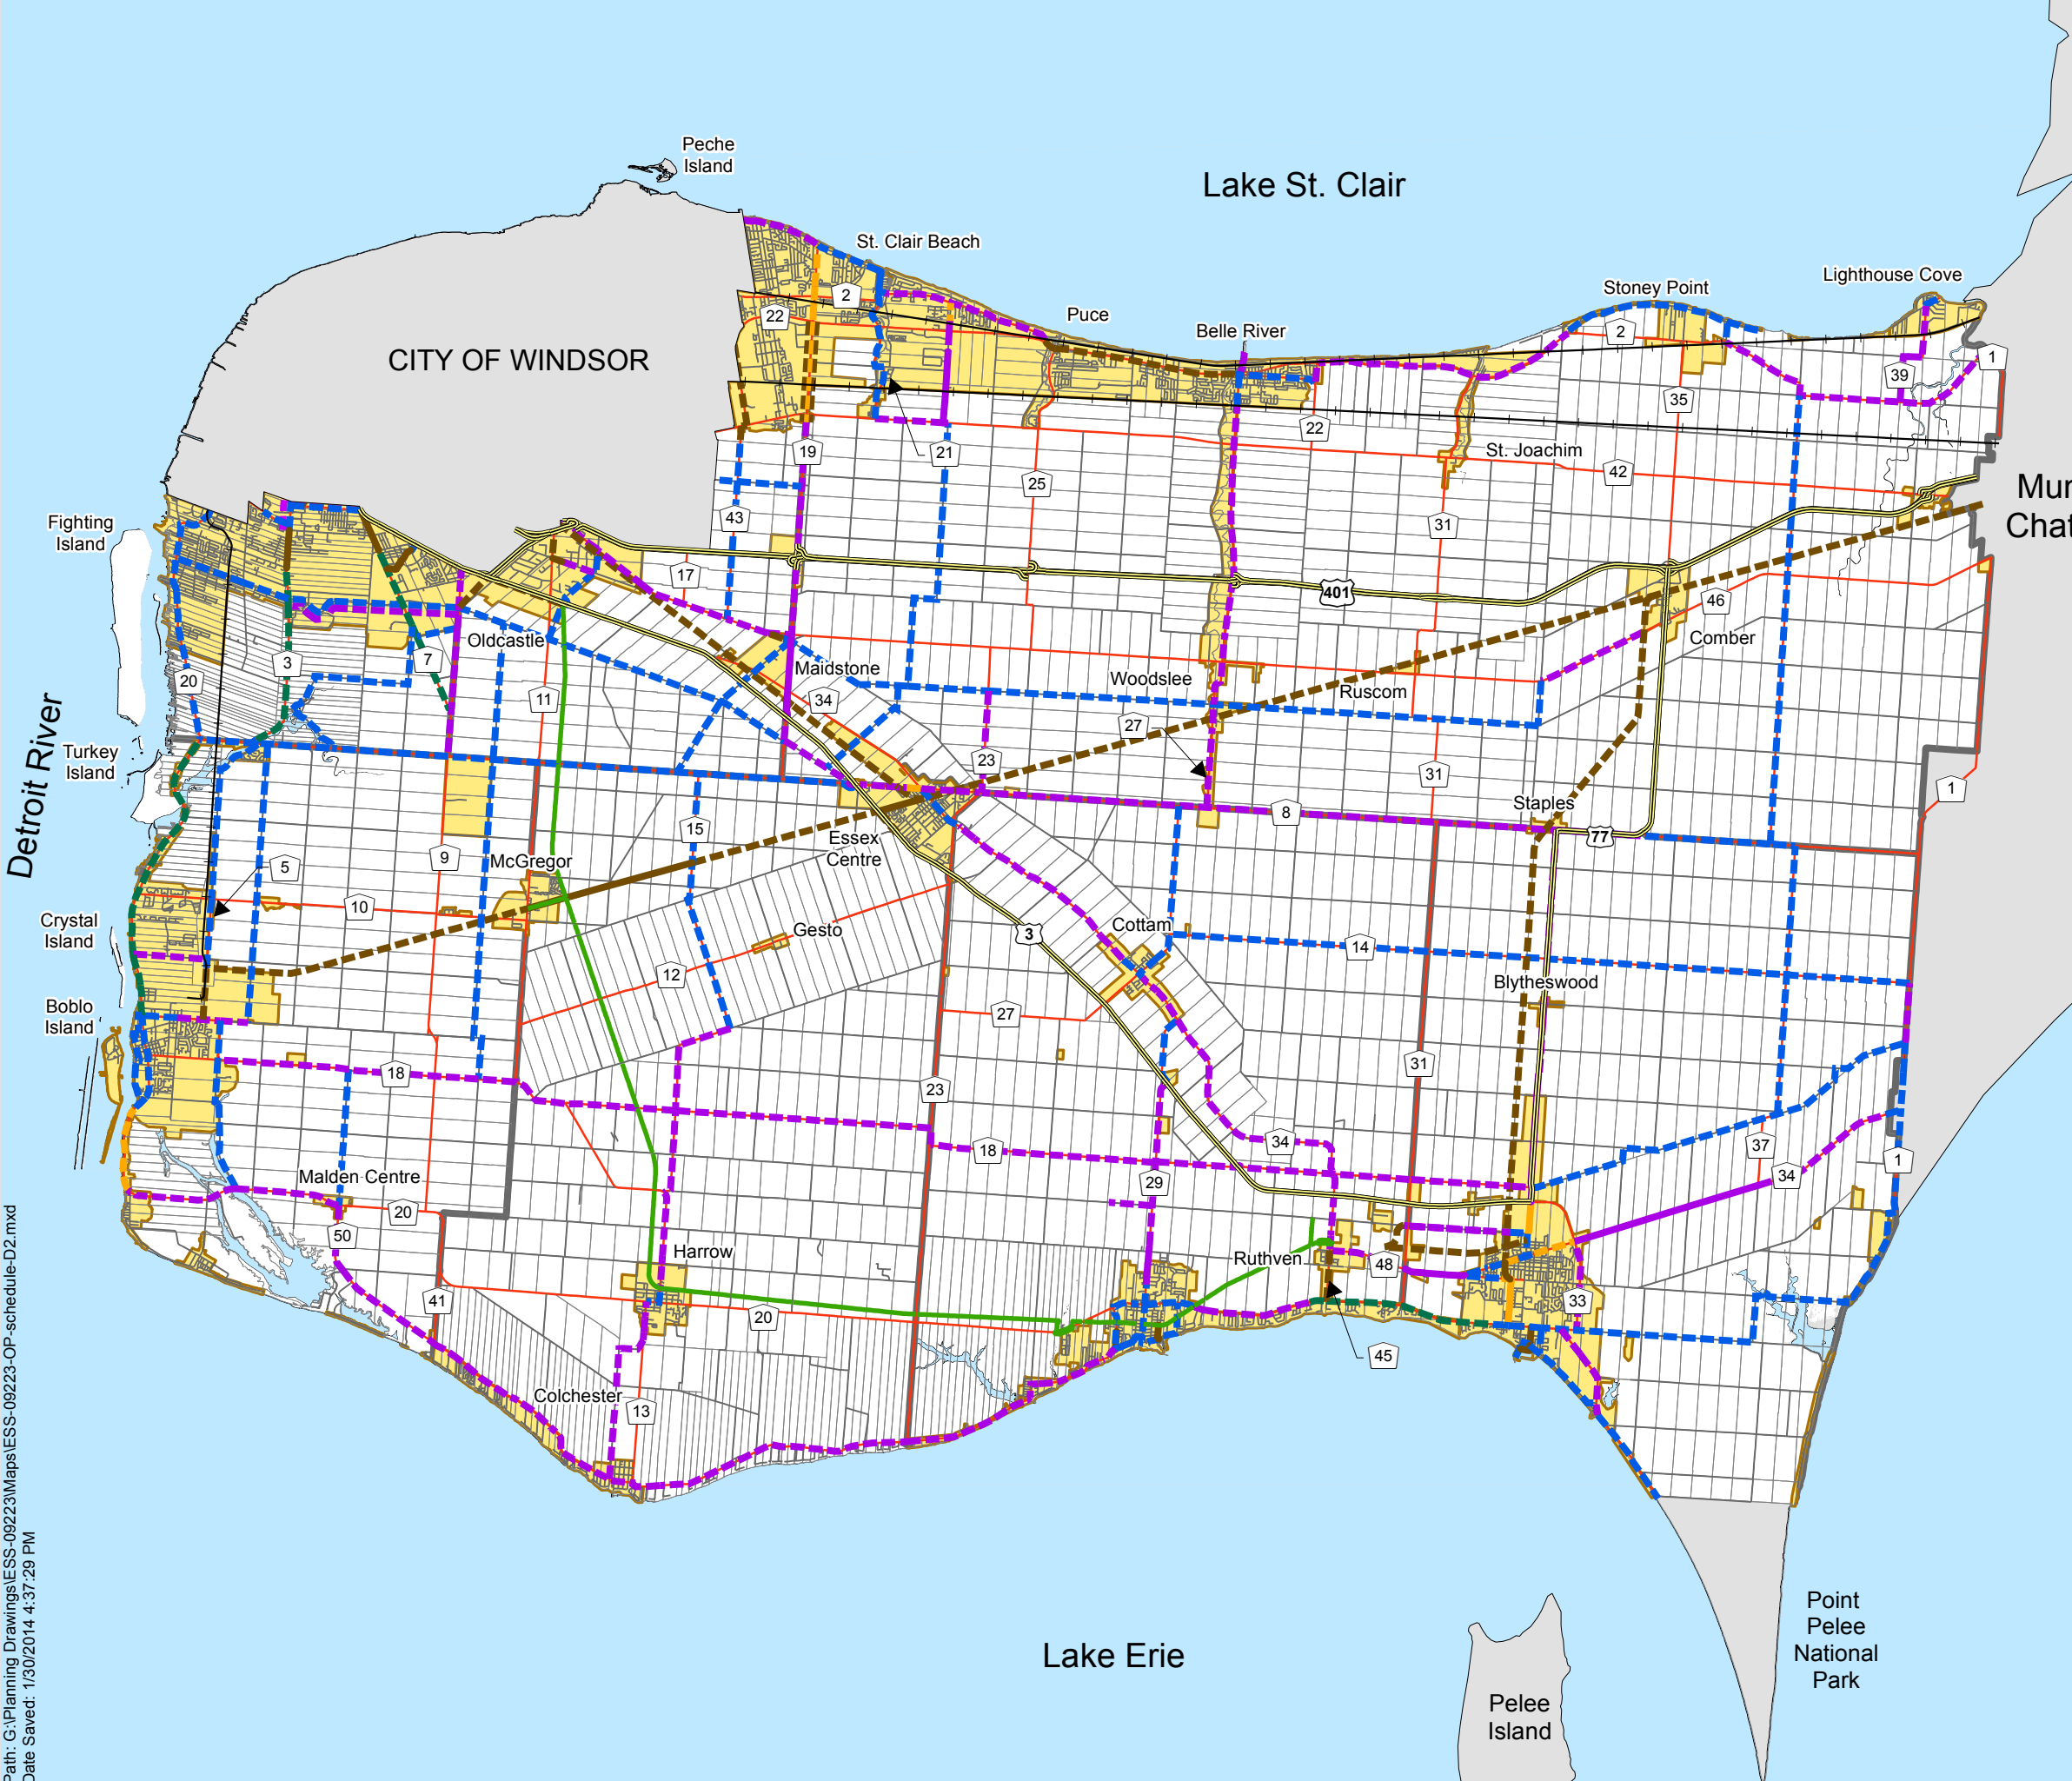 Peche
Island
Lake St. Clair
St. Clair Beach
Lighthouse Cove
Stoney Point
2
22
Puce
Belle River
2
1
CITY OF WINDSOR
39
35
22
19
21
St. Joachim
42
25
Mun
Chat
43
31
Fighting
Island
17
401
46
Oldcastle
Comber
3
7
Maidstone
Woodslee
20
11
34
Ruscom
27
Detroit River
Turkey
Island
23
31
1
15
Staples
8
77
Essex
Centre
9
McGregor
5
10
Crystal
Island
Gesto
Cottam
3
14
12
Blytheswood
Boblo
Island
27
31
18
23
34
37
18
34
1
Malden Centre
29
20
50
Harrow
Ruthven
48
41
33
20
45
Colchester
13
Lake Erie
Point
Pelee
National
Park
Pelee
Island
Path: G:\Planning Drawings\ESS-09223\Maps\ESS-09223-OP-schedule-D2.mxd
Date Saved: 1/30/2014 4:37:29 PM